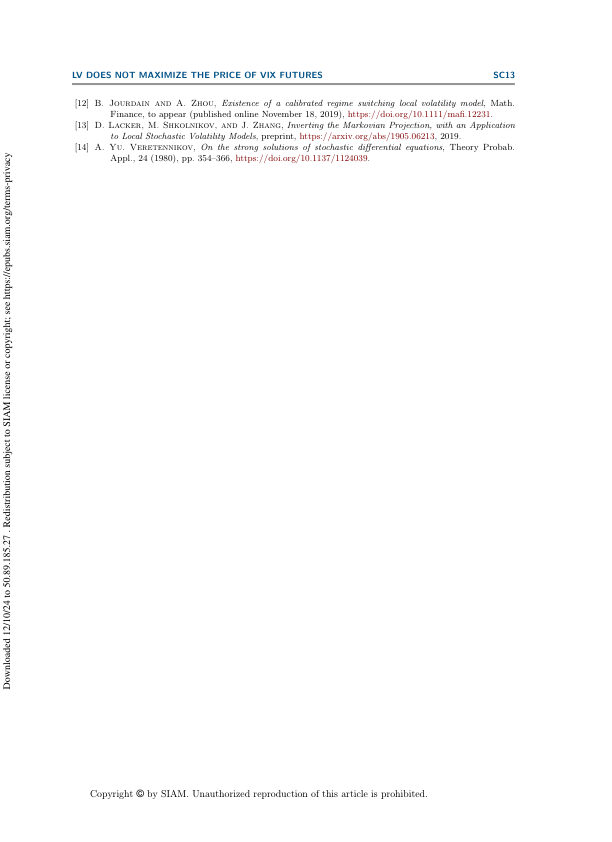 LV DOES NOT MAXIMIZE THE PRICE OF VIX FUTURES SC13
[12] B. Jourdain and A. Zhou, Existence of a calibrated regime switching local volatility model, Math.
Finance, to appear (published online November 18, 2019), https://doi.org/10.1111/mafi.12231.
[13] D. Lacker, M. Shkolnikov, and J. Zhang, Inverting the Markovian Projection, with an Application
to Local Stochastic Volatility Models, preprint, https://arxiv.org/abs/1905.06213, 2019.
[14] A. Yu. Veretennikov, On the strong solutions of stochastic differential equations, Theory Probab.
Appl., 24 (1980), pp. 354–366, https://doi.org/10.1137/1124039.
Downloaded 12/10/24 to 50.89.185.27 . Redistribution subject to SIAM license or copyright; see https://epubs.siam.org/terms-privacy
Copyright © by SIAM. Unauthorized reproduction of this article is prohibited.